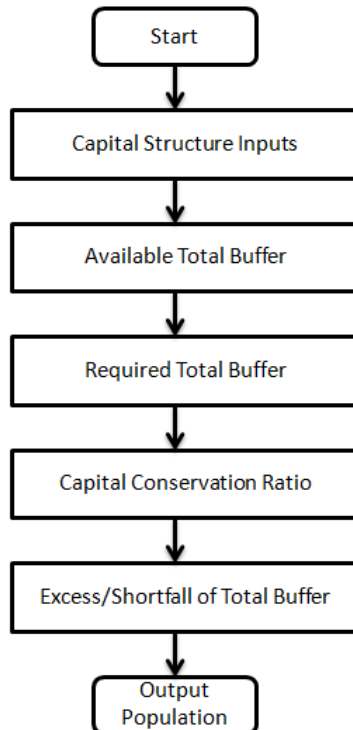 Start
Capital Structure Inputs
Available Total Buffer
Required Total Buffer
Capital Conservation Ratio
Excess/Shortfall of Total Buffer
Output
Population